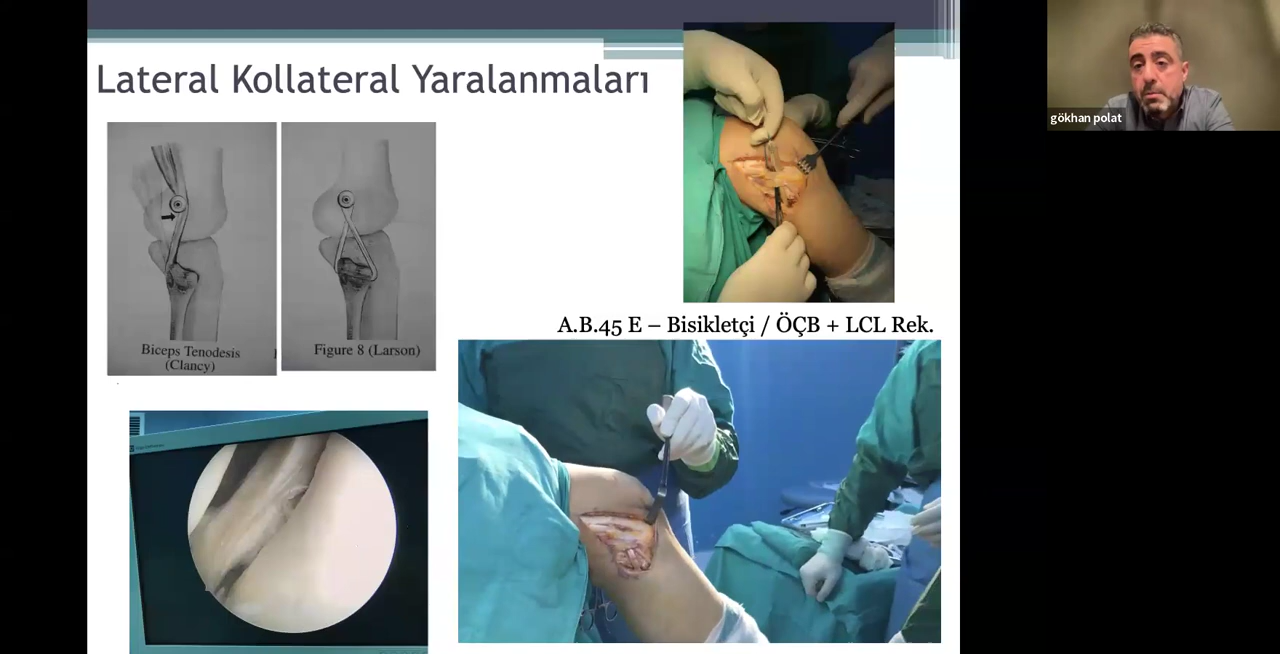 Lateral Kollateral Yaralanmaları
gökhan polat
Biceps Tenodesis
(Clancy)
Figure 8 (Larson)
A.B.45 E – Bisikletçi / ÖÇB + LCL Rek.